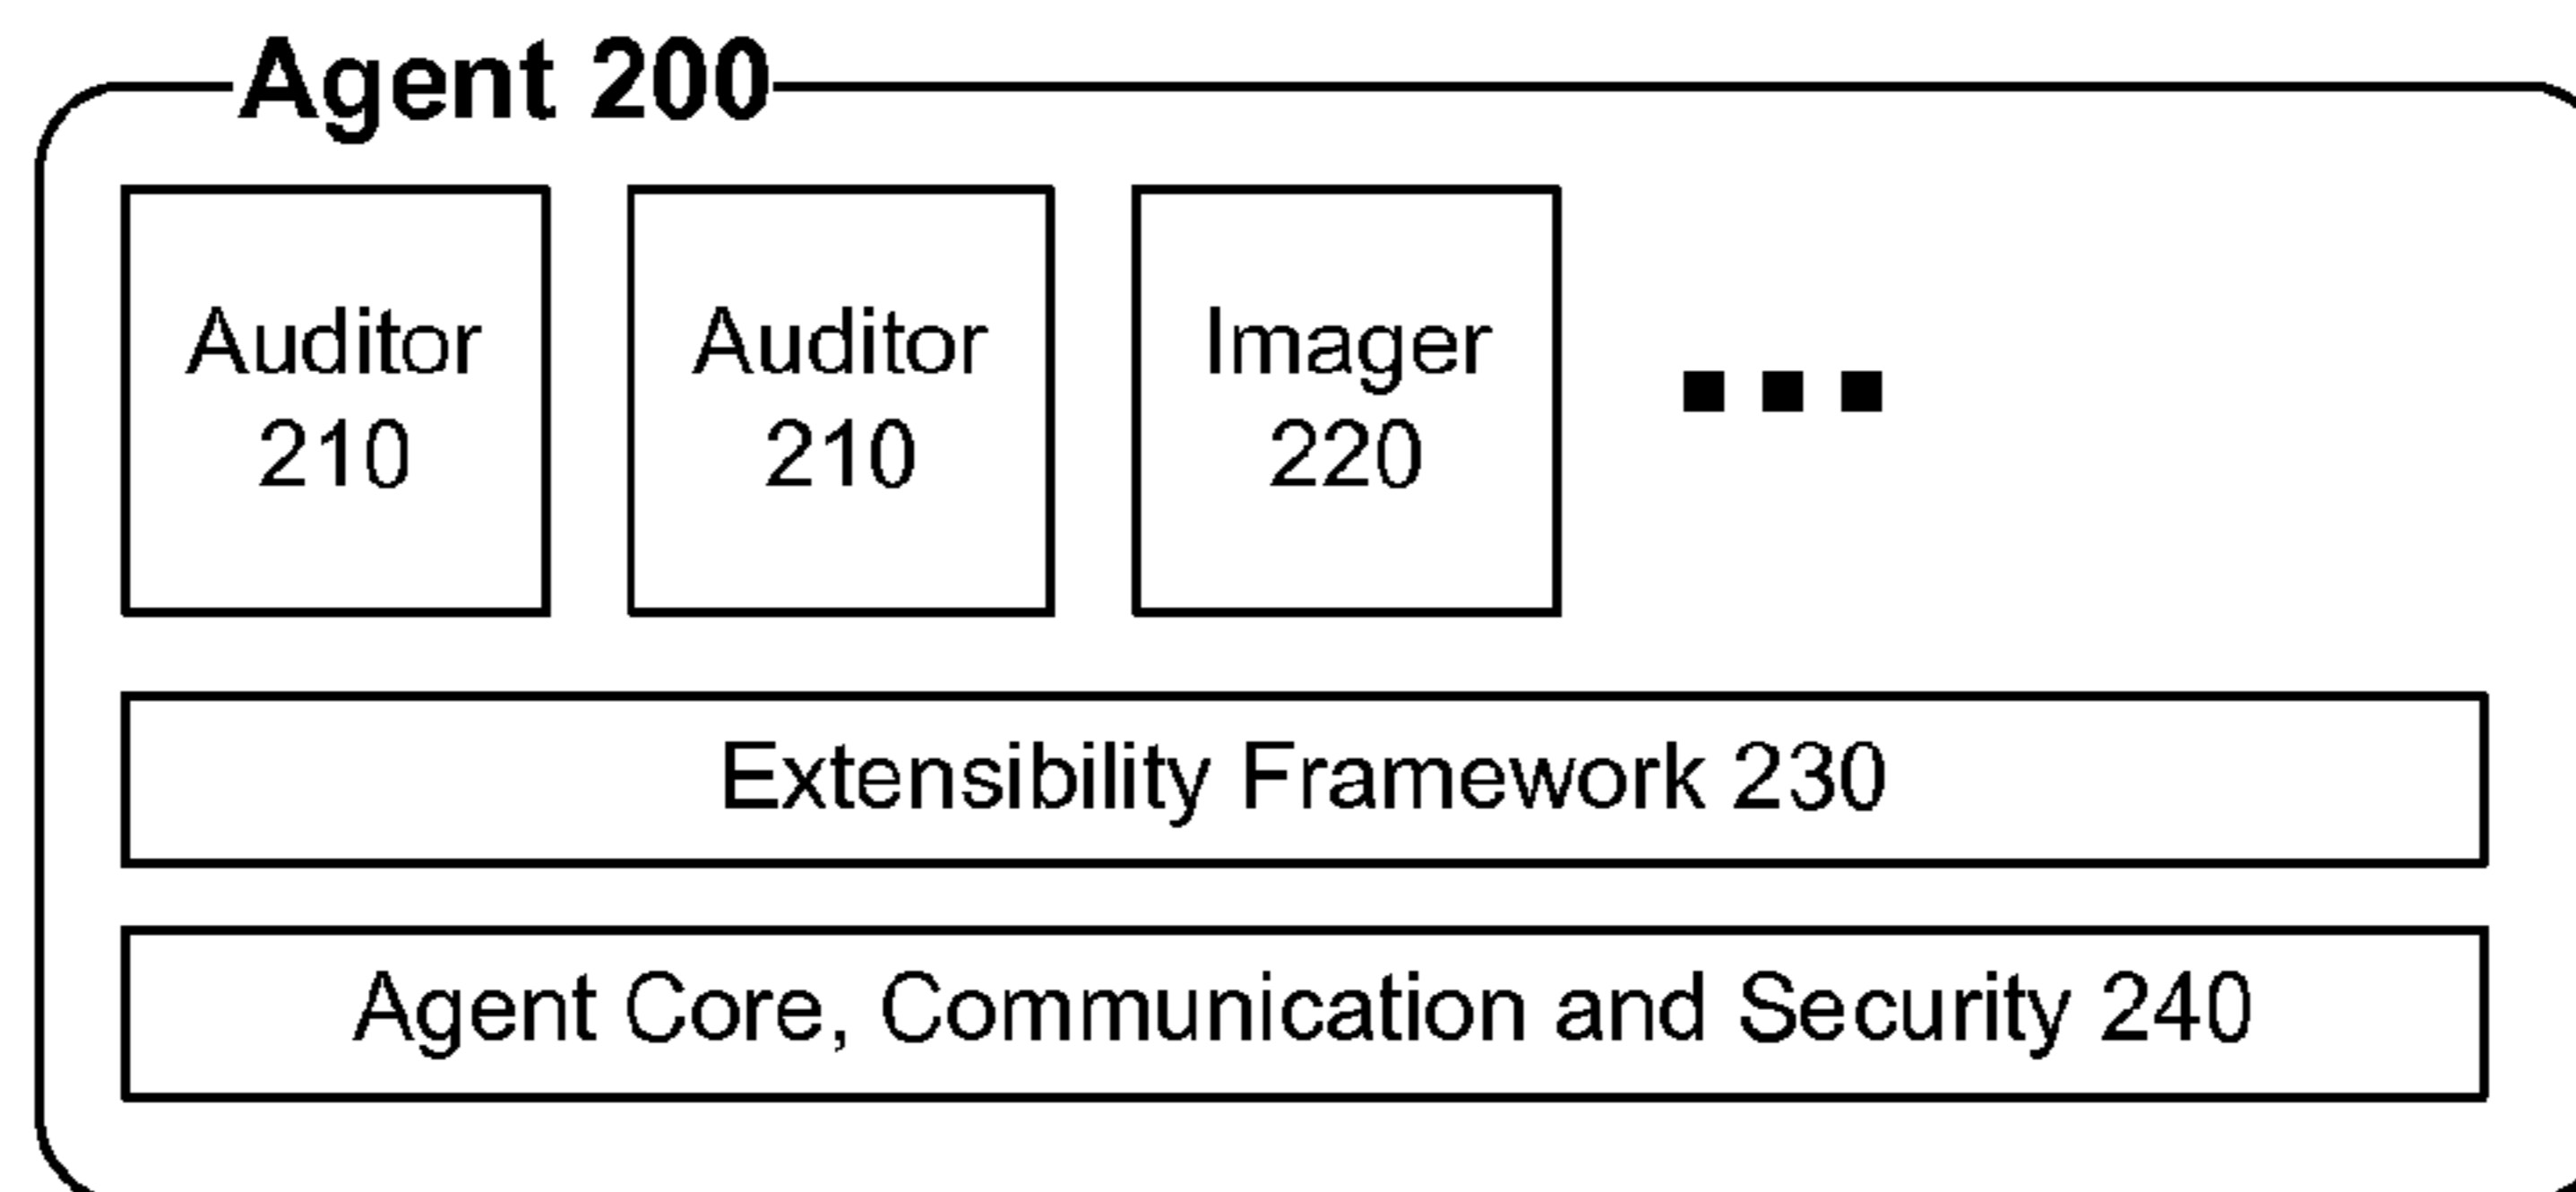 Agent 200
Auditor
210
Auditor
210
Imager
220
Extensibility Framework 230
Agent Core, Communication and Security 240